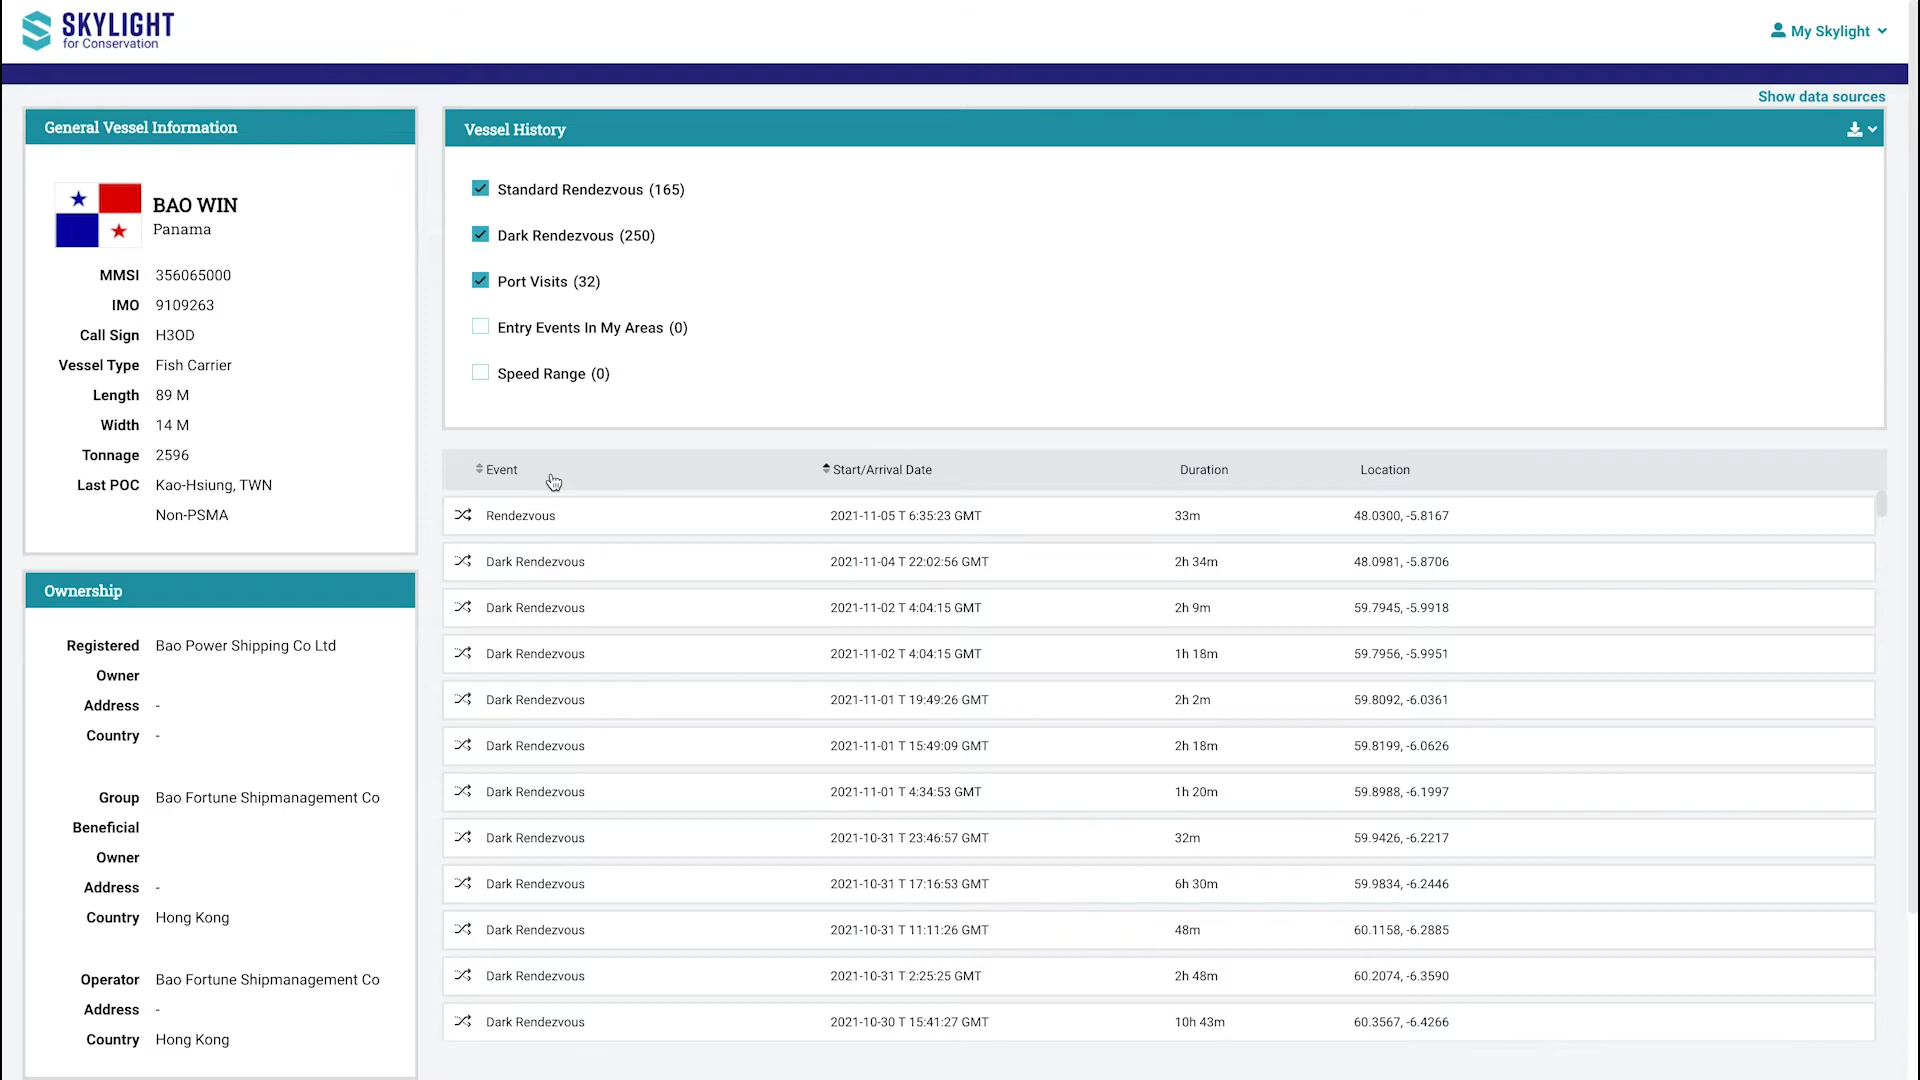 SKYLIGHT
for Conservation
My Skylight
Show data sources
General Vessel Information
BAO WIN
Panama
MMSI 356065000
IMO 9109263
Call Sign H3OD
Vessel Type Fish Carrier
Length 89 M
Width 14 M
Tonnage 2596
Last POC Kao-Hsiung, TWN
Non-PSMA
Ownership
Registered Bao Power Shipping Co Ltd
Owner
Address -
Country -
Group Bao Fortune Shipmanagement Co
Beneficial
Owner
Address -
Country Hong Kong
Operator Bao Fortune Shipmanagement Co
Address -
Country Hong Kong
Vessel History
Standard Rendezvous (165)
Dark Rendezvous (250)
Port Visits (32)
Entry Events In My Areas (0)
Speed Range (0)
Event Start/Arrival Date Duration Location
Rendezvous 2021-11-05 T 6:35:23 GMT 33m 48.0300, -5.8167
Dark Rendezvous 2021-11-04 T 22:02:56 GMT 2h 34m 48.0981, -5.8706
Dark Rendezvous 2021-11-02 T 4:04:15 GMT 2h 9m 59.7945, -5.9918
Dark Rendezvous 2021-11-02 T 4:04:15 GMT 1h 18m 59.7956, -5.9951
Dark Rendezvous 2021-11-01 T 19:49:26 GMT 2h 2m 59.8092, -6.0361
Dark Rendezvous 2021-11-01 T 15:49:09 GMT 2h 18m 59.8199, -6.0626
Dark Rendezvous 2021-11-01 T 4:34:53 GMT 1h 20m 59.8988, -6.1997
Dark Rendezvous 2021-10-31 T 23:46:57 GMT 32m 59.9426, -6.2217
Dark Rendezvous 2021-10-31 T 17:16:53 GMT 6h 30m 59.9834, -6.2446
Dark Rendezvous 2021-10-31 T 11:11:26 GMT 48m 60.1158, -6.2885
Dark Rendezvous 2021-10-31 T 2:25:25 GMT 2h 48m 60.2074, -6.3590
Dark Rendezvous 2021-10-30 T 15:41:27 GMT 10h 43m 60.3567, -6.4266